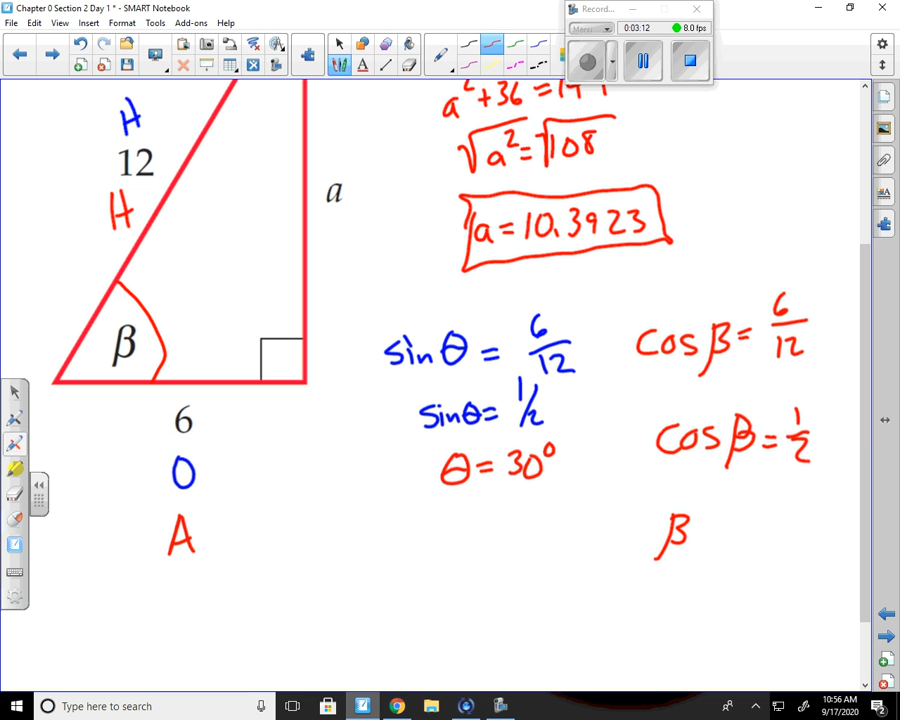 Chapter 0 Section 2 Day 1 * - SMART Notebook
File Edit View Insert Format Tools Add-ons Help
Record...
Menu
0:03:12
8.0 fps
H
12
H
a
β
6
O
A
a² + 36 =
√a² = √108
a = 10.3923
sin θ = 6/12
sin θ = 1/2
θ = 30°
cos β = 6/12
cos β = 1/2
β
Type here to search
10:56 AM
9/17/2020
2